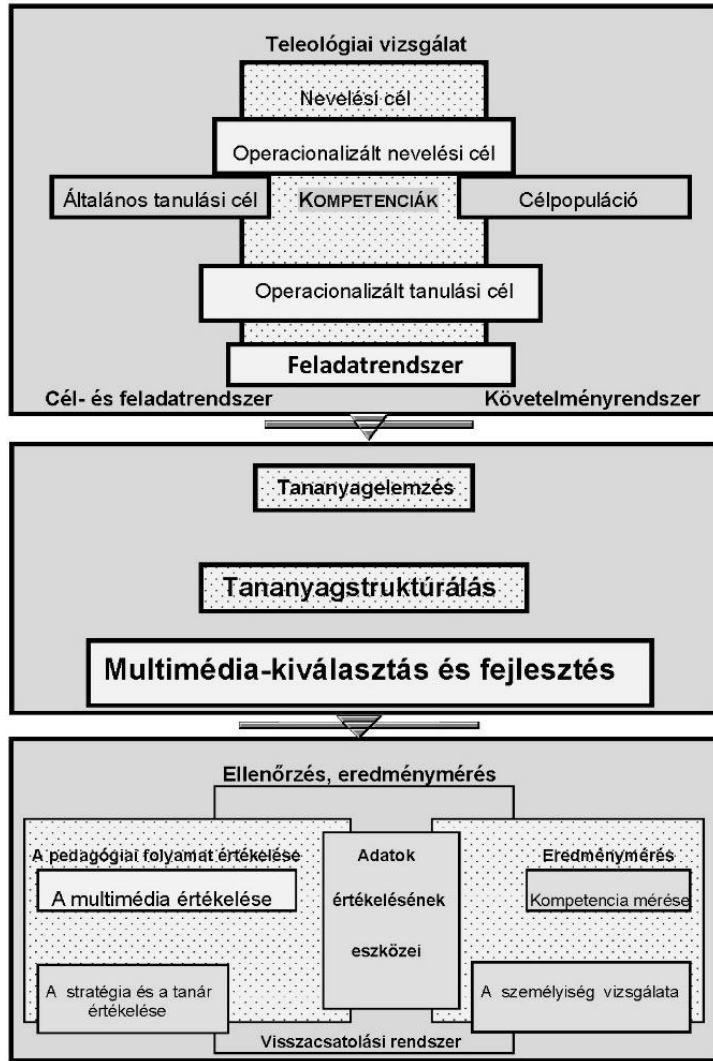 Teleológiai vizsgálat
Nevelési cél
Operacionalizált nevelési cél
Általános tanulási cél
KOMPETENCIÁK
Célpopuláció
Operacionalizált tanulási cél
Feladatrendszer
Cél- és feladatrendszer
Követelményrendszer
Tananyagelemzés
Tananyagstruktúrálás
Multimédia-kiválasztás és fejlesztés
Ellenőrzés, eredménymérés
A pedagógiai folyamat értékelése
A multimédia értékelése
A stratégia és a tanár
értékelése
Adatok
értékelésének
eszközei
Eredménymérés
Kompetencia mérése
A személyiség vizsgálata
Visszacsatolási rendszer